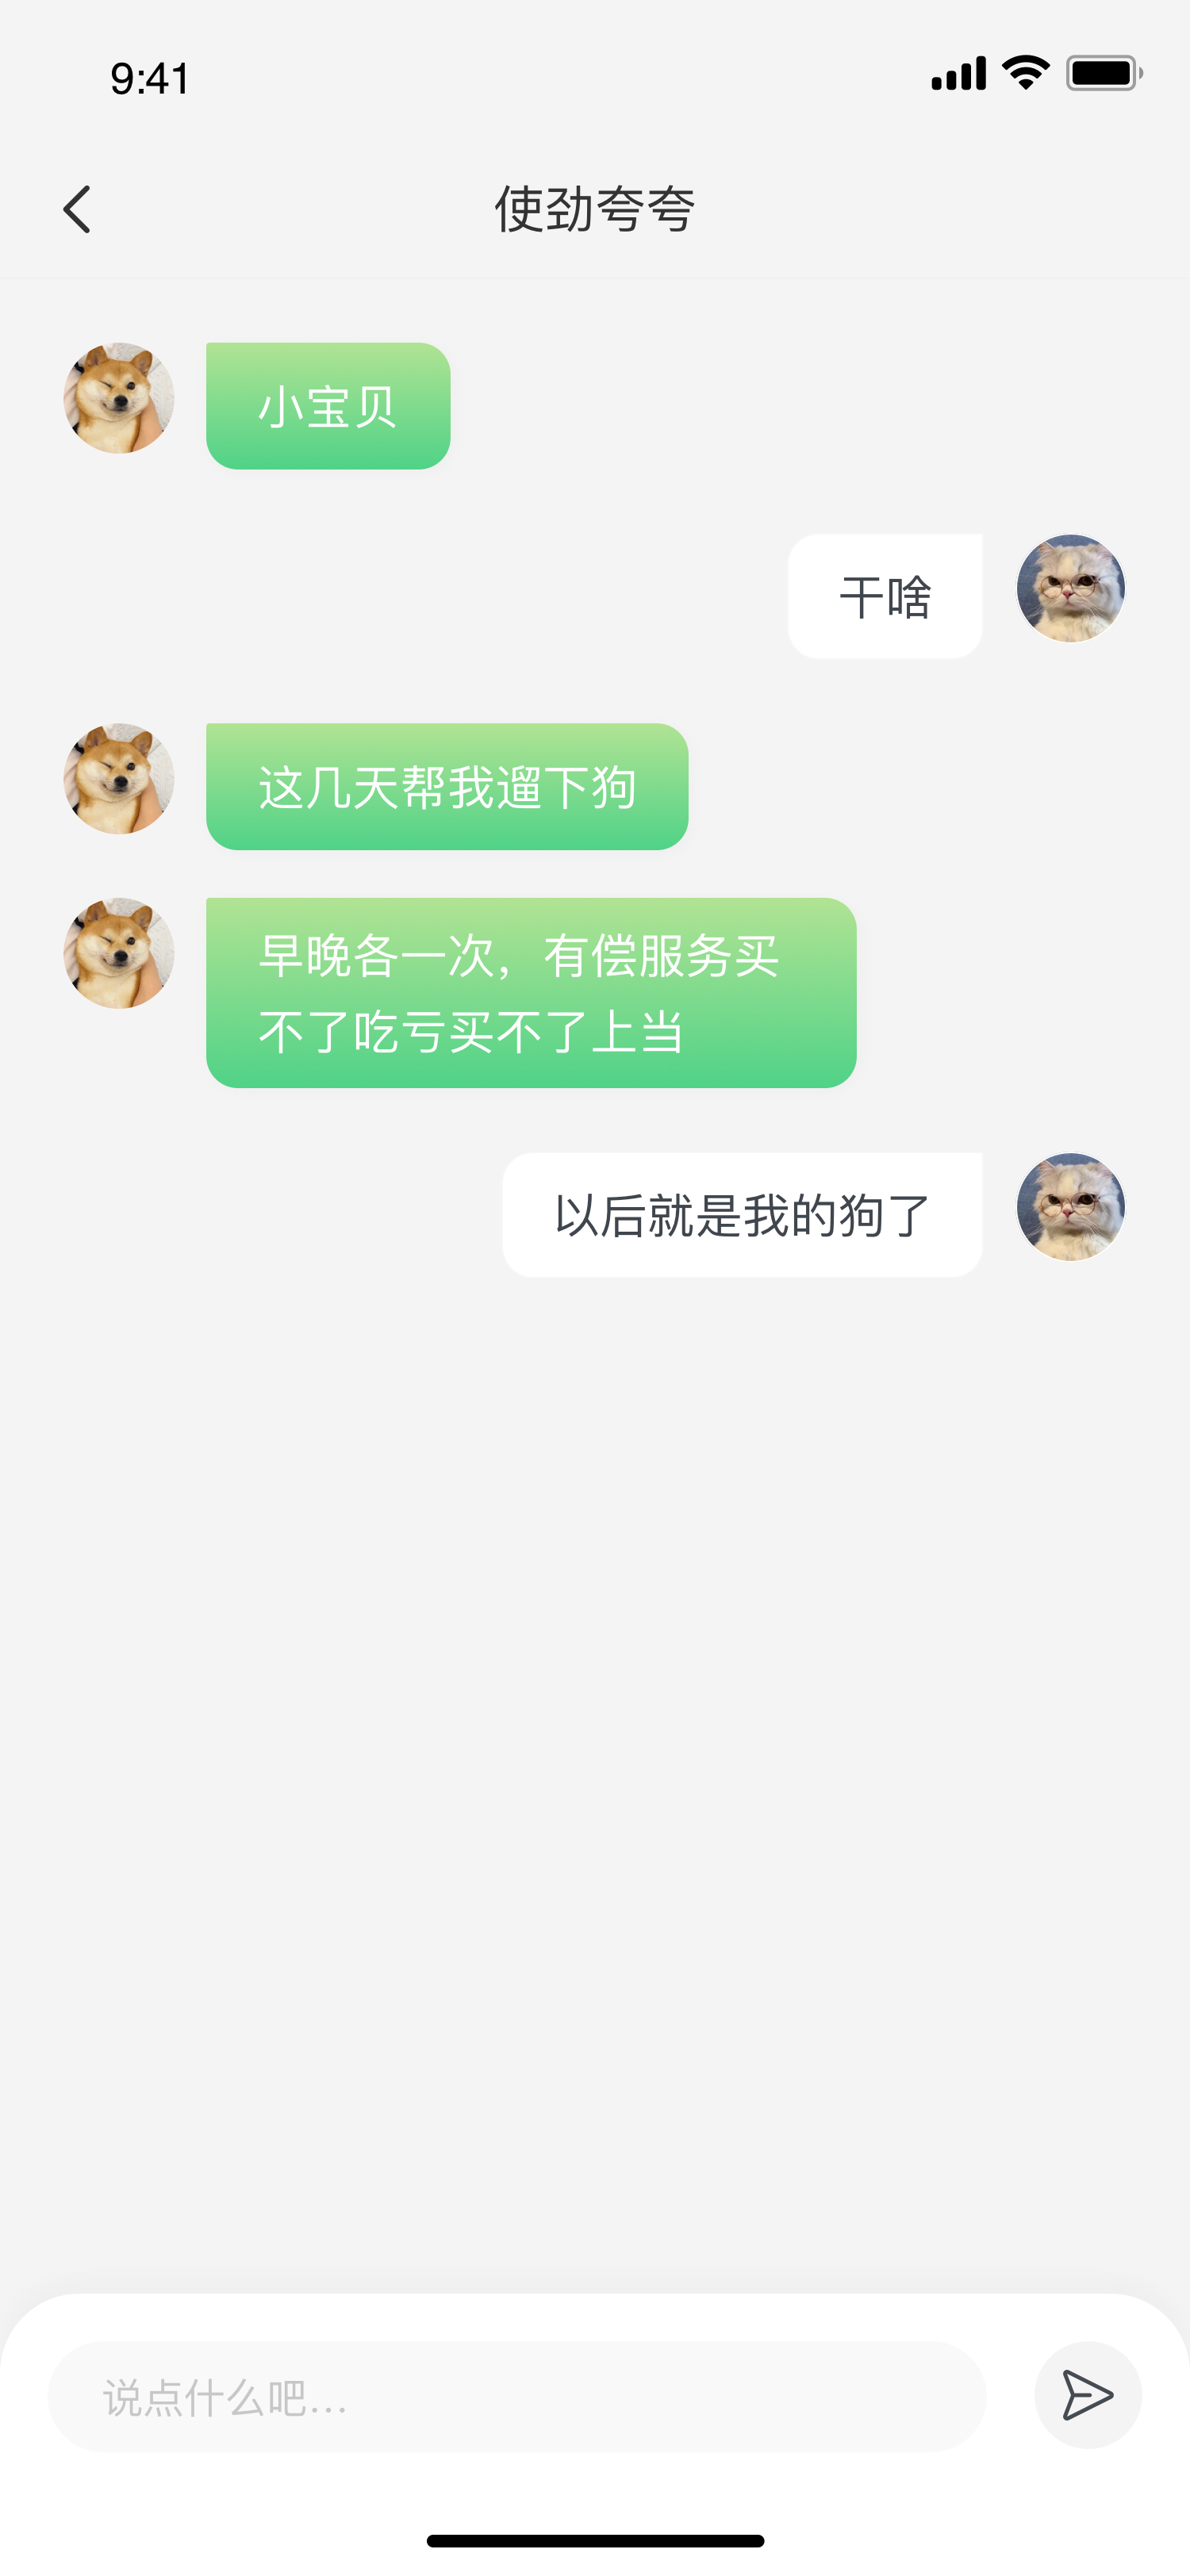 9:41
使劲夸夸
小宝贝
干啥
这几天帮我遛下狗
早晚各一次，有偿服务买
不了吃亏买不了上当
以后就是我的狗了
说点什么吧...